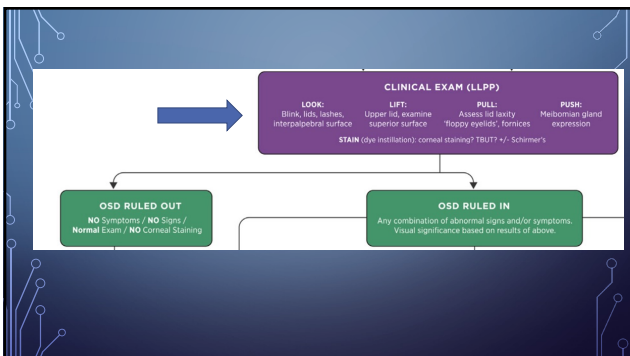 CLINICAL EXAM (LLPP)
LOOK:
Blink, lids, lashes,
interpalpebral surface
LIFT:
Upper lid, examine
superior surface
PULL:
Assess lid laxity
'floppy eyelids', fornices
PUSH:
Meibomian gland
expression
STAIN (dye instillation): corneal staining? TBUT? +/- Schirmer's
OSD RULED OUT
NO Symptoms / NO Signs /
Normal Exam / NO Corneal Staining
OSD RULED IN
Any combination of abnormal signs and/or symptoms.
Visual significance based on results of above.